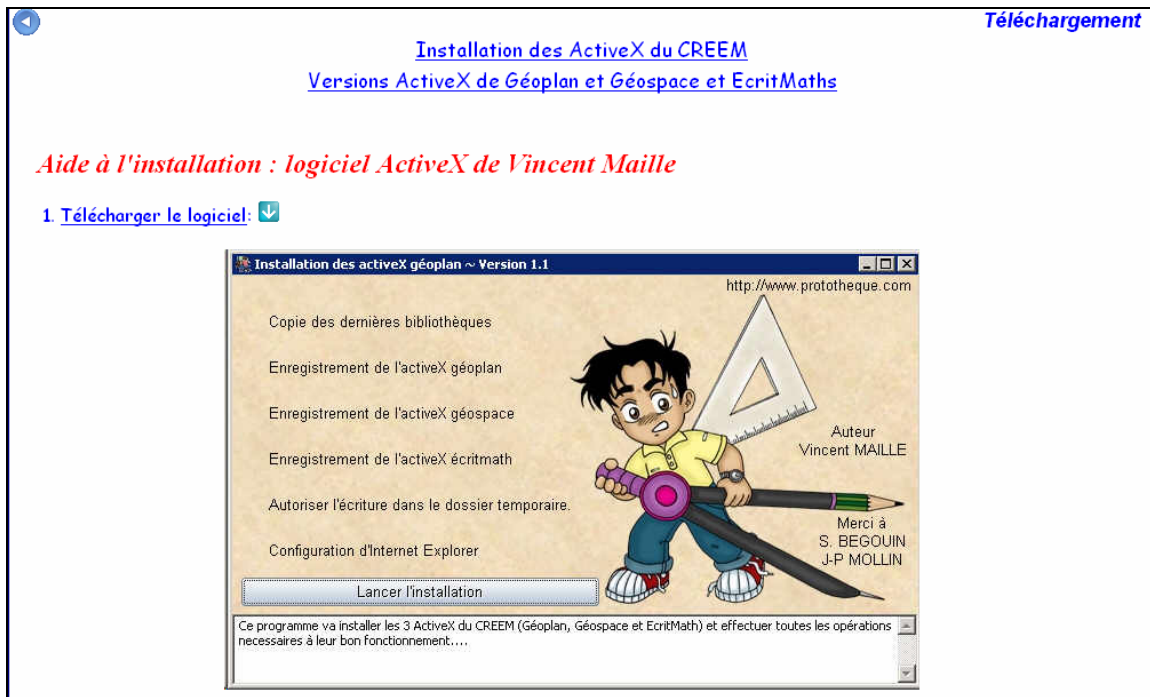 Téléchargement
Installation des ActiveX du CREEM
Versions ActiveX de Géoplan et Géospace et EcritMaths
Aide à l'installation : logiciel ActiveX de Vincent Maille
1. Télécharger le logiciel:
Installation des activeX géoplan ~ Version 1.1
http://www.prototheque.com
Copie des dernières bibliothèques
Enregistrement de l'activeX géoplan
Enregistrement de l'activeX géospace
Auteur
Vincent MAILLE
Enregistrement de l'activeX écritmath
Autoriser l'écriture dans le dossier temporaire.
Merci à
S. BEGOUIN
J-P MOLLIN
Configuration d'Internet Explorer
Lancer l'installation
Ce programme va installer les 3 ActiveX du CREEM (Géoplan, Géospace et EcritMath) et effectuer toutes les opérations
necessaires à leur bon fonctionnement....